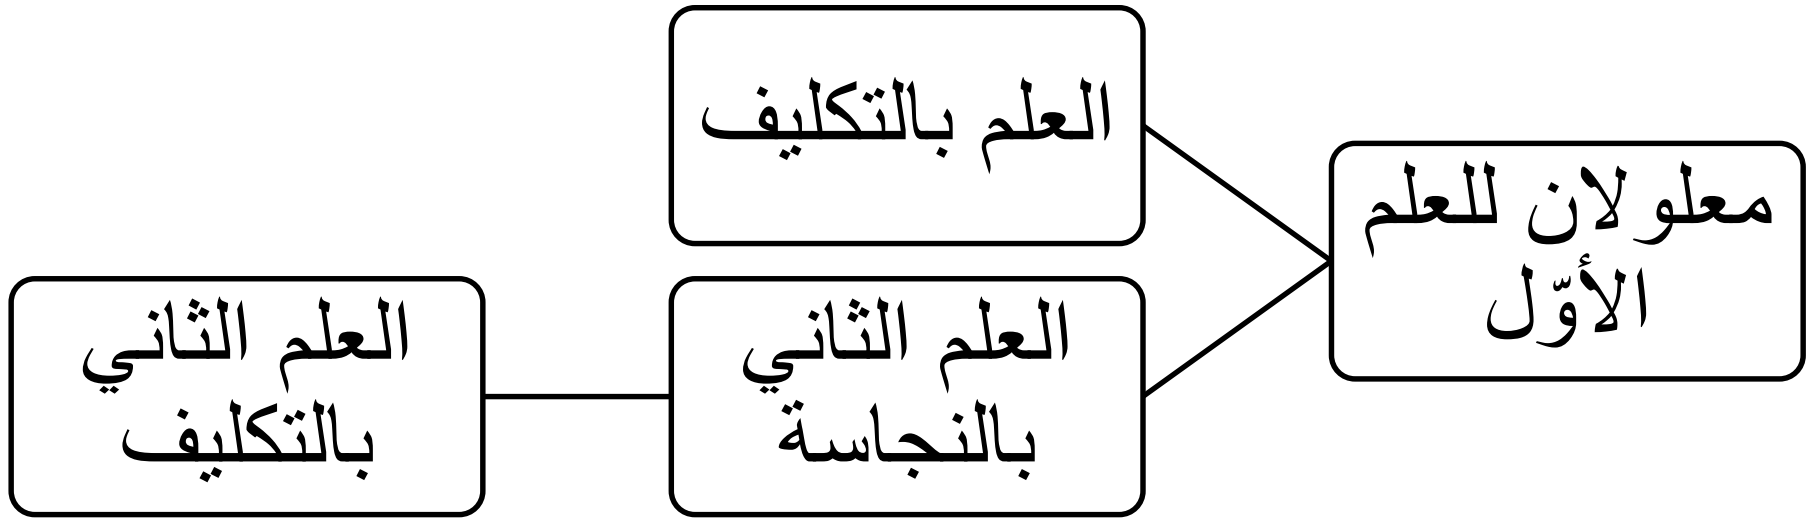 معلولان للعلم
الأوّل
العلم بالتكليف
العلم الثاني
بالنجاسة
العلم الثاني
بالتكليف